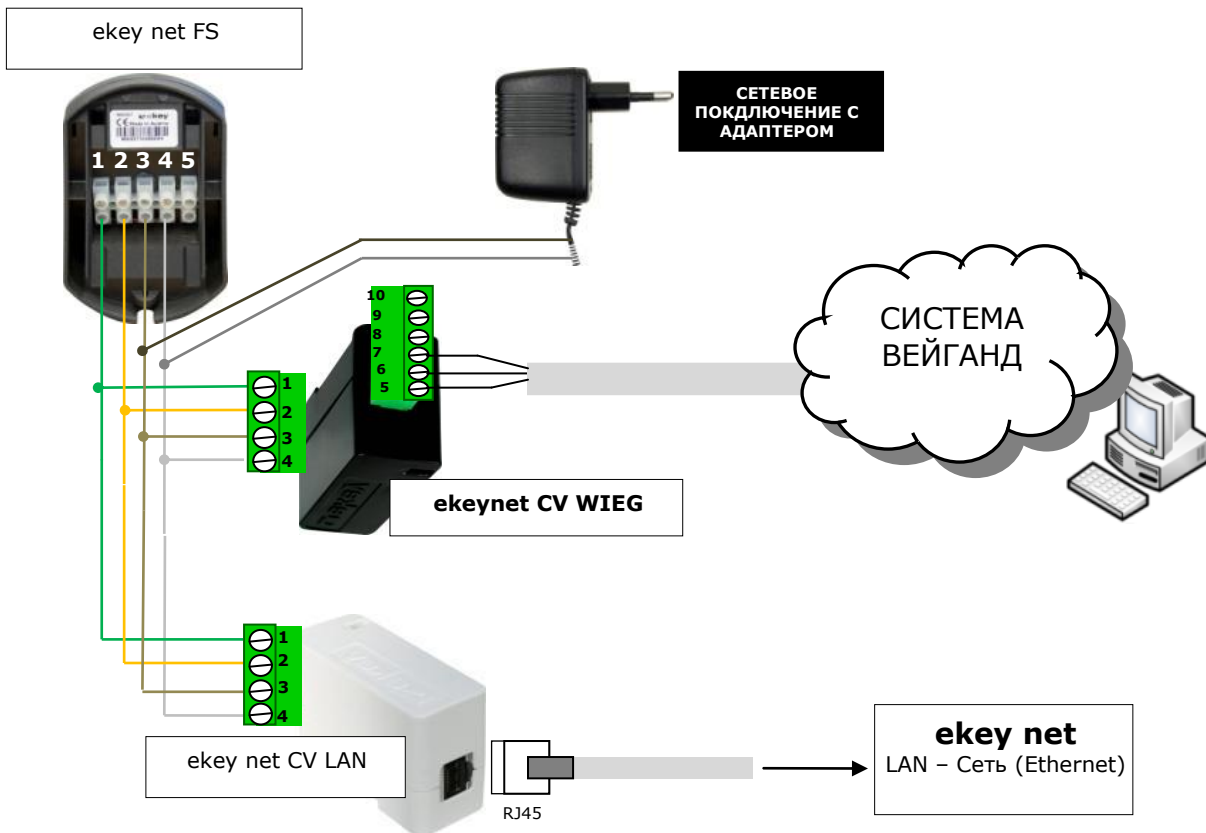 ekey net FS
СЕТЕВОЕ
ПОКДЛЮЧЕНИЕ С
АДАПТЕРОМ
ekey
1 2 3 4 5
10
9
8
7
6
5
СИСТЕМА
ВЕЙГАНД
1
2
3
4
ekeynet CV WIEG
1
2
3
4
ekey net CV LAN
RJ45
ekey net
LAN – Сеть (Ethernet)